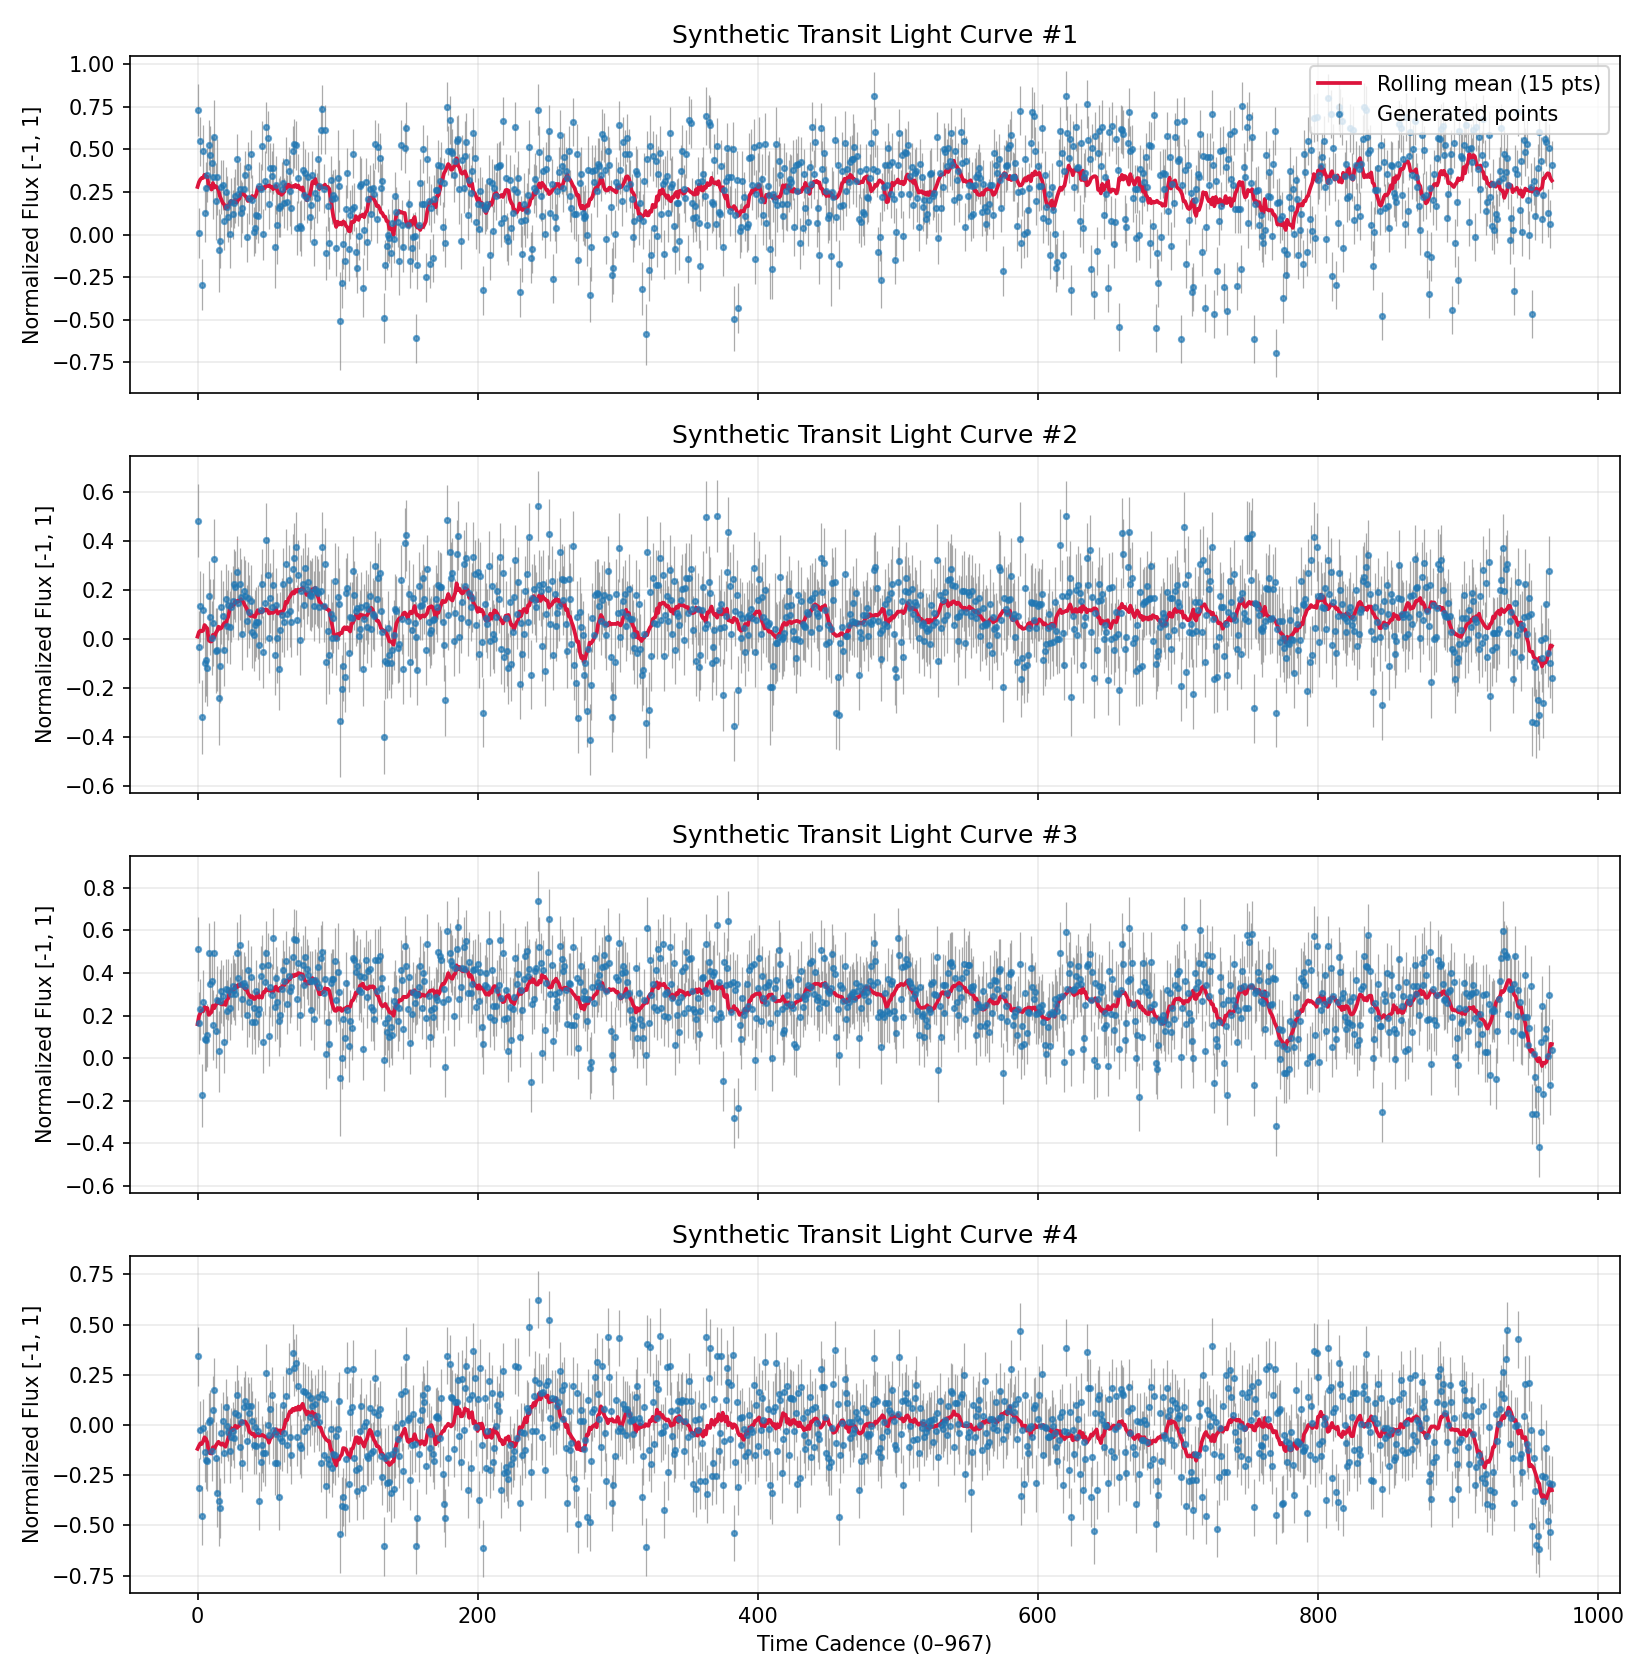 Synthetic Transit Light Curve #1
1.00
0.75
0.50
0.25
0.00
−0.25
−0.50
−0.75
Normalized Flux [-1, 1]
Rolling mean (15 pts)
Generated points
Synthetic Transit Light Curve #2
0.6
0.4
0.2
0.0
−0.2
−0.4
−0.6
Normalized Flux [-1, 1]
Synthetic Transit Light Curve #3
0.8
0.6
0.4
0.2
0.0
−0.2
−0.4
−0.6
Normalized Flux [-1, 1]
Synthetic Transit Light Curve #4
0.75
0.50
0.25
0.00
−0.25
−0.50
−0.75
Normalized Flux [-1, 1]
0 200 400 600 800 1000
Time Cadence (0–967)